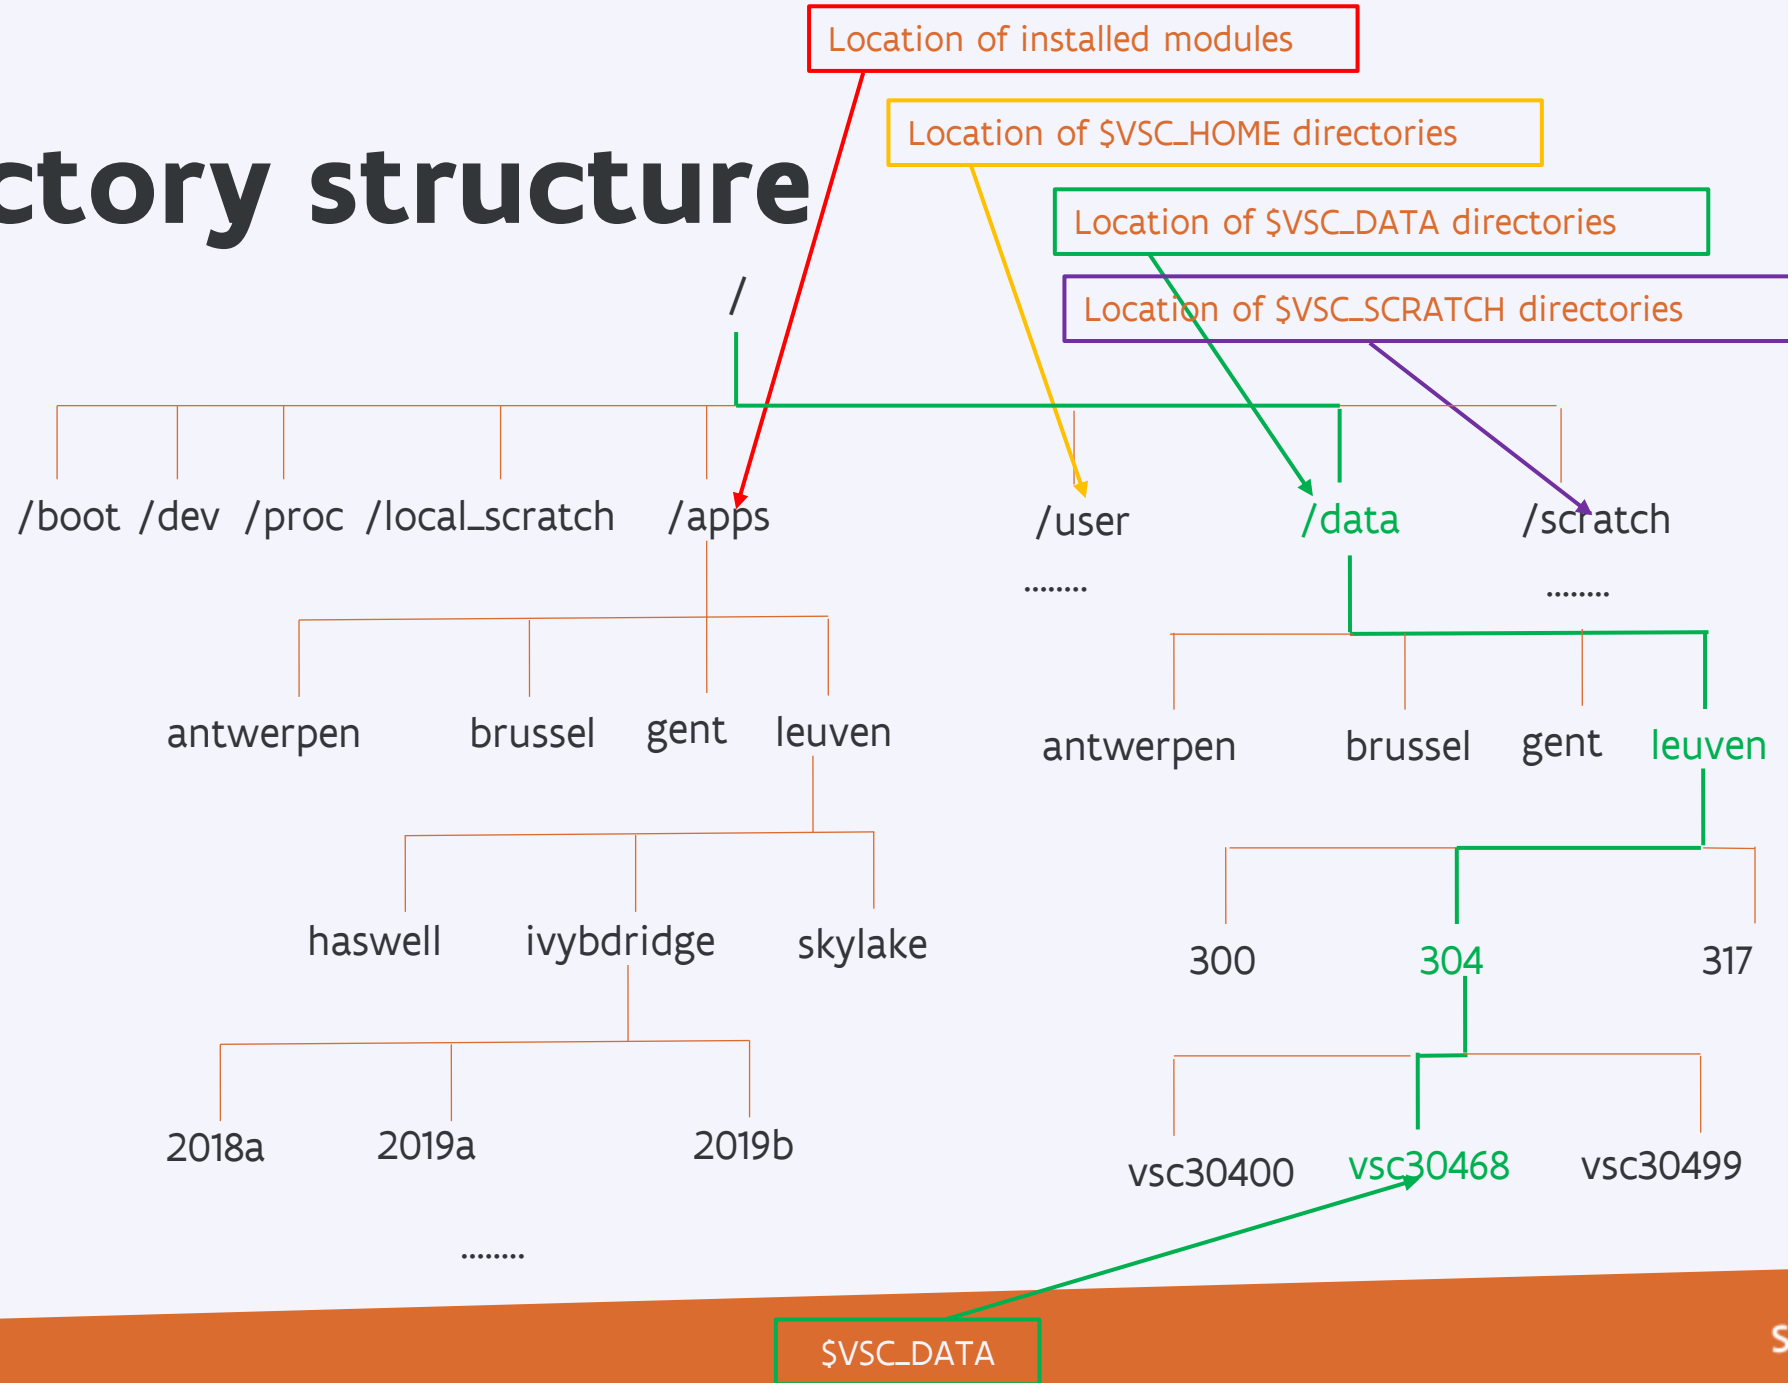 Location of installed modules
Location of $VSC_HOME directories
ctory structure
Location of $VSC_DATA directories
/
Location of $VSC_SCRATCH directories
/boot /dev /proc /local_scratch /apps /user /data /scratch
........ ........
antwerpen brussel gent leuven antwerpen brussel gent leuven
haswell ivybdridge skylake 300 304 317
2018a 2019a 2019b vsc30400 vsc30468 vsc30499
........
$VSC_DATA
s